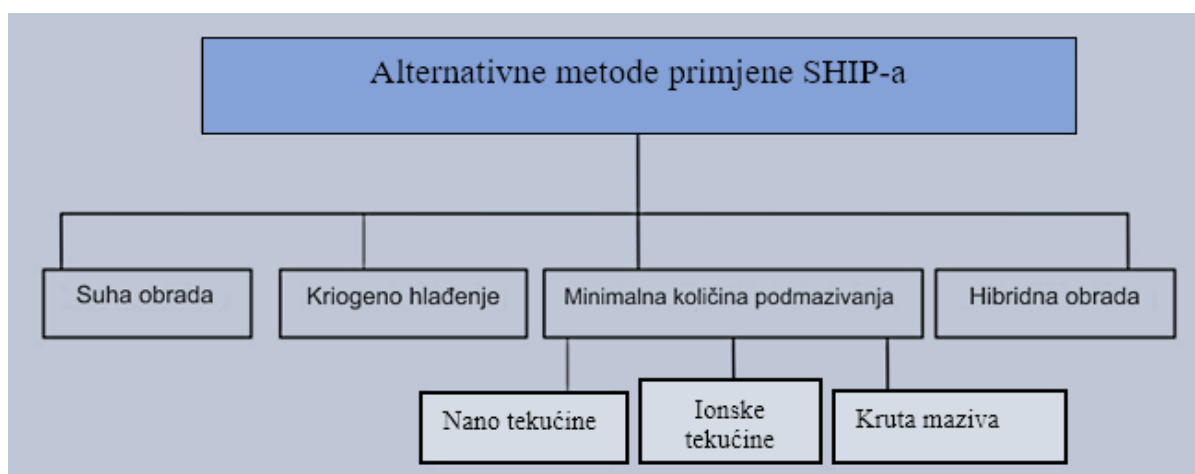 Alternativne metode primjene SHIP-a
Suha obrada
Kriogeno hlađenje
Minimalna količina podmazivanja
Hibridna obrada
Nano tekućine
Ionske
tekućine
Kruta maziva